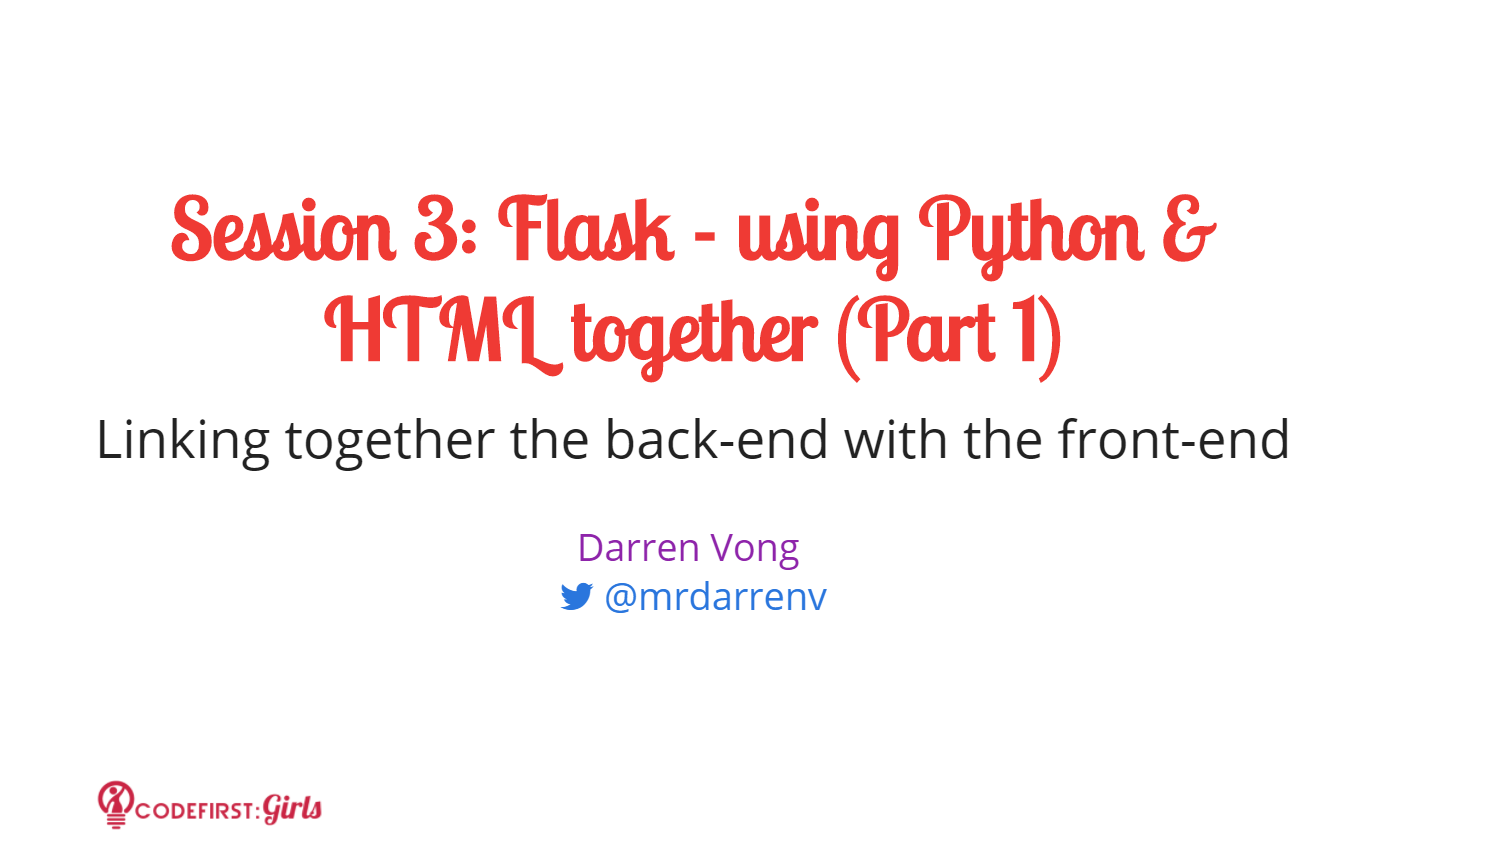 Session 3: Flask - using Python &
HTML together (Part 1)
Linking together the back-end with the front-end
Darren Vong
@mrdarrenv
CODEFIRST:Girls